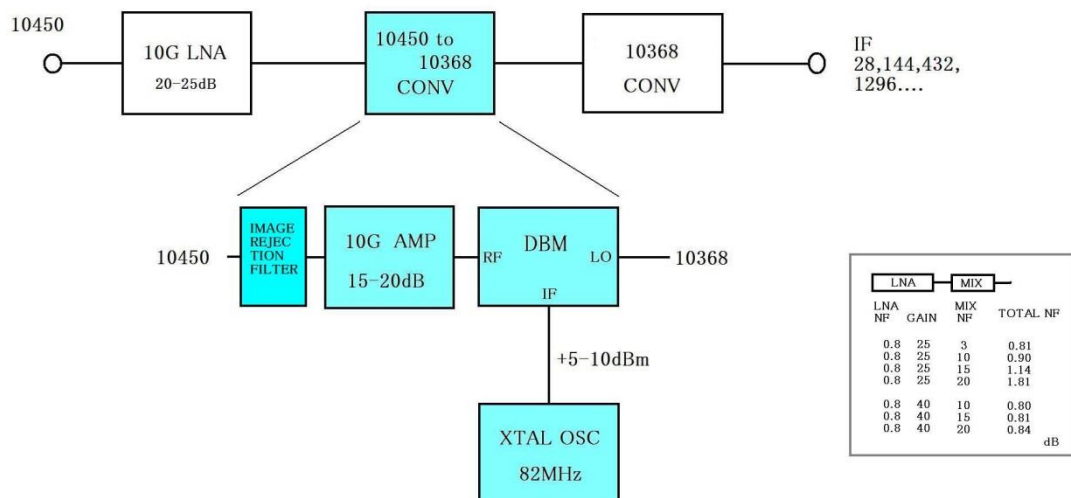 10450
10G LNA
20-25dB
10450 to
10368
CONV
10368
CONV
IF
28,144,432,
1296....
10450
IMAGE
REJEC
TION
FILTER
10G AMP
15-20dB
RF
DBM
LO
IF
10368
+5-10dBm
XTAL OSC
82MHz
LNA MIX
LNA MIX
NF GAIN NF TOTAL NF
0.8 25 3 0.81
0.8 25 10 0.90
0.8 25 15 1.14
0.8 25 20 1.81
0.8 40 10 0.80
0.8 40 15 0.81
0.8 40 20 0.84
dB